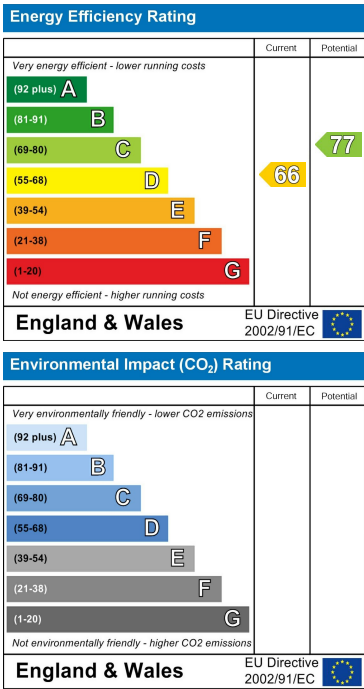 Energy Efficiency Rating
Current Potential
Very energy efficient - lower running costs
(92 plus) A
(81-91) B
(69-80) C
77
(55-68) D
66
(39-54) E
(21-38) F
(1-20) G
Not energy efficient - higher running costs
England & Wales
EU Directive
2002/91/EC
Environmental Impact (CO₂) Rating
Current Potential
Very environmentally friendly - lower CO2 emissions
(92 plus) A
(81-91) B
(69-80) C
(55-68) D
(39-54) E
(21-38) F
(1-20) G
Not environmentally friendly - higher CO2 emissions
England & Wales
EU Directive
2002/91/EC